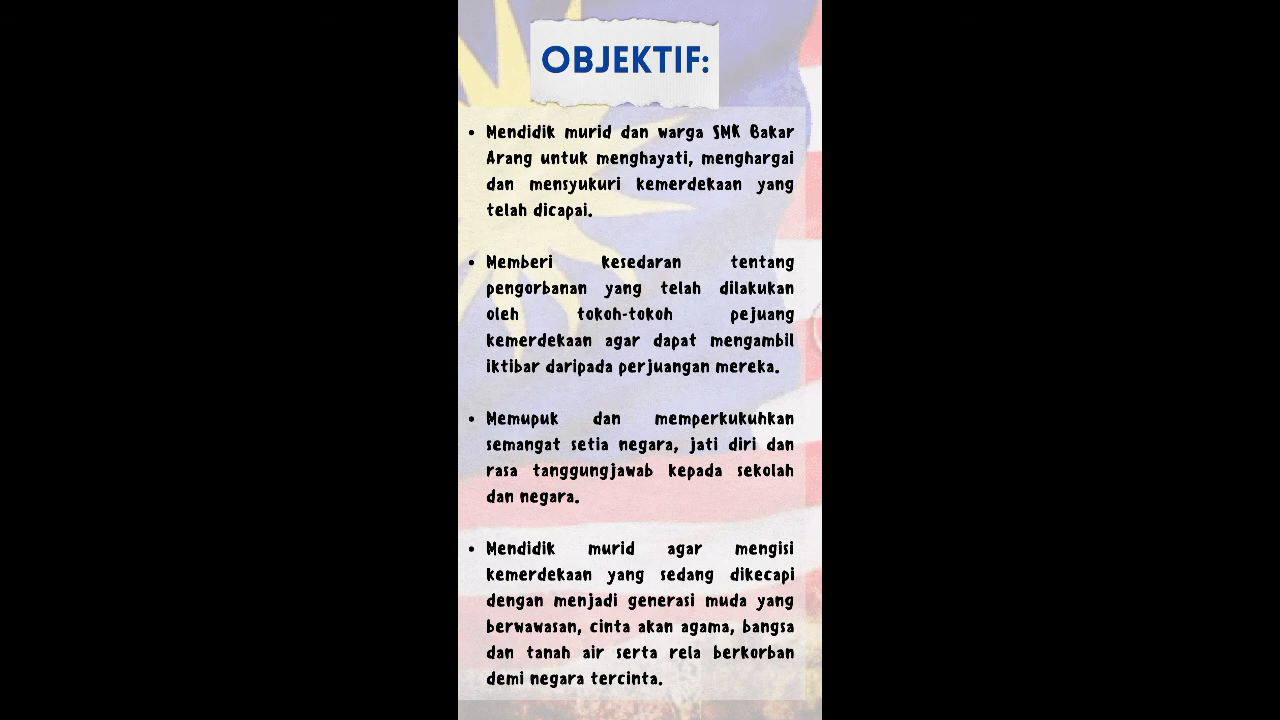 OBJEKTIF:
• Mendidik murid dan warga SMK Bakar
Arang untuk menghayati, menghargai
dan mensyukuri kemerdekaan yang
telah dicapai.
• Memberi kesedaran tentang
pengorbanan yang telah dilakukan
oleh tokoh-tokoh pejuang
kemerdekaan agar dapat mengambil
iktibar daripada perjuangan mereka.
• Memupuk dan memperkukuhkan
semangat setia negara, jati diri dan
rasa tanggungjawab kepada sekolah
dan negara.
• Mendidik murid agar mengisi
kemerdekaan yang sedang dikecapi
dengan menjadi generasi muda yang
berwawasan, cinta akan agama, bangsa
dan tanah air serta rela berkorban
demi negara tercinta.